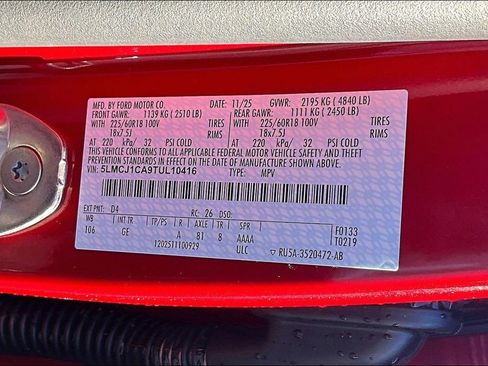 MFD. BY FORD MOTOR CO.
11/25 GVWR: 2195 KG ( 4840 LB)
FRONT GAWR: 1139 KG ( 2510 LB) REAR GAWR: 1111 KG ( 2450 LB)
WITH 225/60R18 100V TIRES WITH 225/60R18 100V TIRES
18x7.5J RIMS 18x7.5J RIMS
AT 220 kPa/ 32 PSI COLD AT 220 kPa/ 32 PSI COLD
THIS VEHICLE CONFORMS TO ALL APPLICABLE FEDERAL MOTOR VEHICLE SAFETY AND THEFT PREVENTION
STANDARDS IN EFFECT ON THE DATE OF MANUFACTURE SHOWN ABOVE.
VIN: 5LMCJ1CA9TUL10416 TYPE: MPV
EXT PNT: D4 RC: 26 DSO:
WB INT TR TP/PS R AXLE TR SPR F0133
106 GE A 81 8 AAAA T0219
1202511100929 ULC ▽ RU5A-3520472-AB